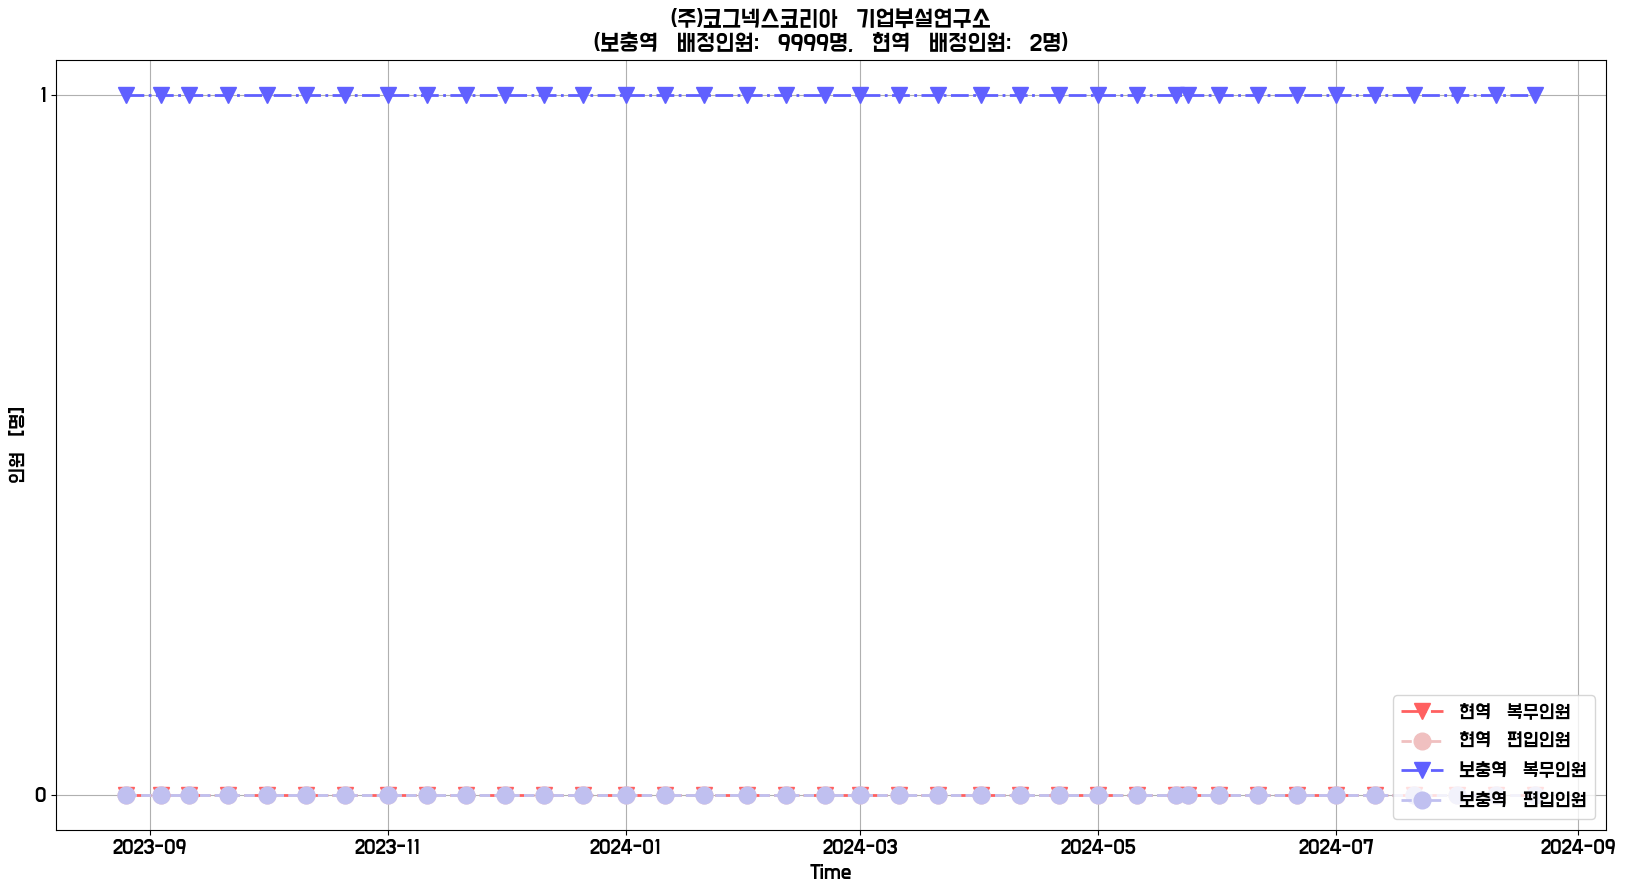 (주)코그넥스코리아 기업부설연구소
(보충역 배정인원: 9999명, 현역 배정인원: 2명)
1
인원 [명]
현역 복무인원
현역 편입인원
보충역 복무인원
보충역 편입인원
0
2023-09 2023-11 2024-01 2024-03 2024-05 2024-07 2024-09
Time